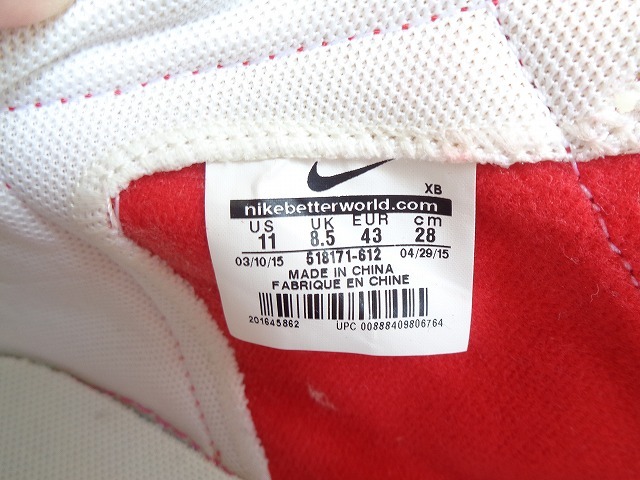 XB
nikebetterworld.com
US UK EUR cm
11 8.5 43 28
03/10/15 518171-612 04/29/15
MADE IN CHINA
FABRIQUE EN CHINE
201645862 UPC 00888409806764